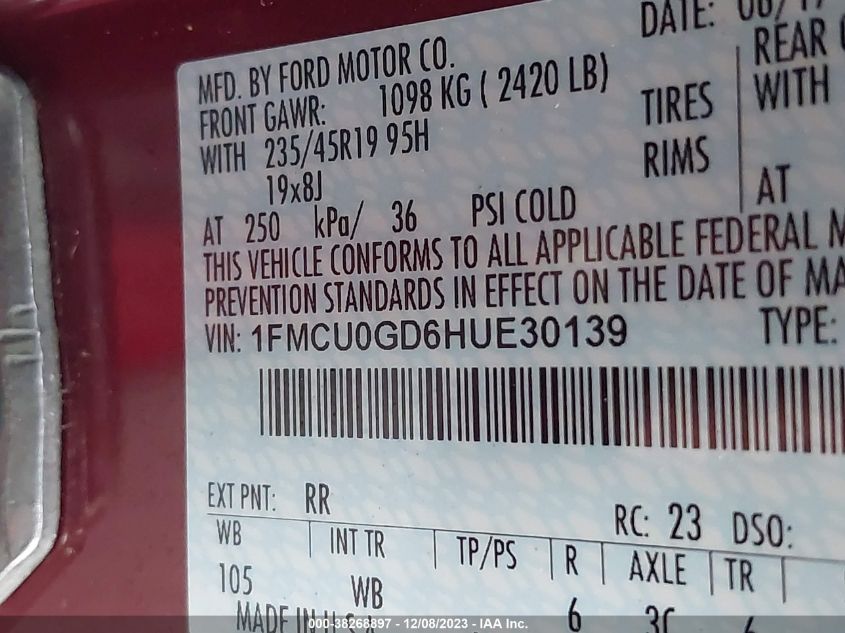 DATE:
MFD. BY FORD MOTOR CO.
FRONT GAWR: 1098 KG ( 2420 LB)
REAR
WITH 235/45R19 95H TIRES WITH
19x8J RIMS
AT 250 kPa/ 36 PSI COLD AT
THIS VEHICLE CONFORMS TO ALL APPLICABLE FEDERAL
PREVENTION STANDARDS IN EFFECT ON THE DATE OF
VIN: 1FMCU0GD6HUE30139 TYPE:
EXT PNT: RR RC: 23 DSO:
WB INT TR TP/PS R AXLE TR
105 WB 6
MADE IN U.S.A.
000-38268897 - 12/08/2023 - IAA Inc.